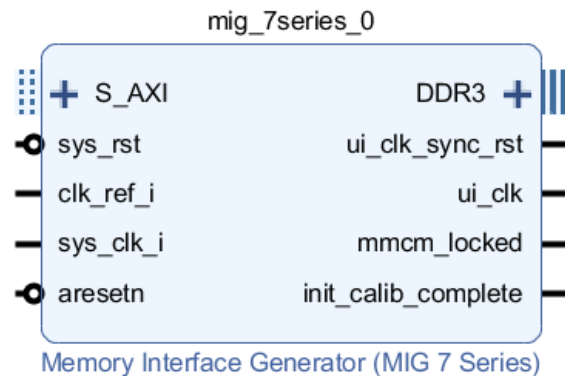 mig_7series_0
S_AXI DDR3
sys_rst ui_clk_sync_rst
clk_ref_i ui_clk
sys_clk_i mmcm_locked
aresetn init_calib_complete
Memory Interface Generator (MIG 7 Series)